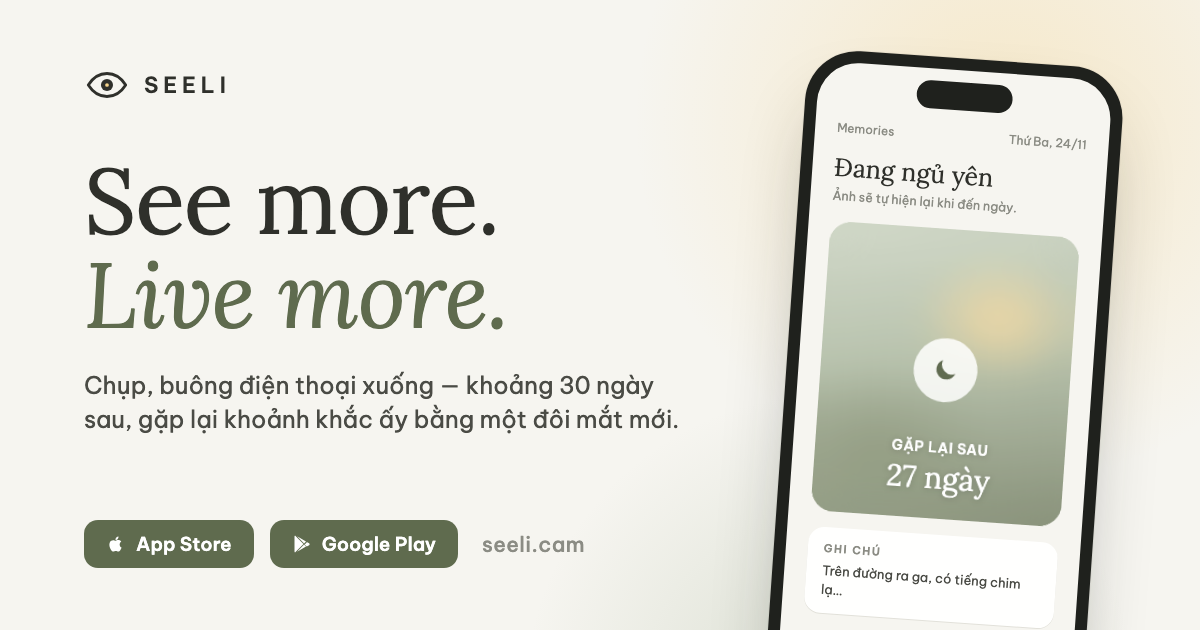 SEELI
See more.
Live more.
Chụp, buông điện thoại xuống — khoảng 30 ngày
sau, gặp lại khoảnh khắc ấy bằng một đôi mắt mới.
App Store
Google Play
seeli.cam
Memories
Thứ Ba, 24/11
Đang ngủ yên
Ảnh sẽ tự hiện lại khi đến ngày.
GẶP LẠI SAU
27 ngày
GHI CHÚ
Trên đường ra ga, có tiếng chim
lạ...